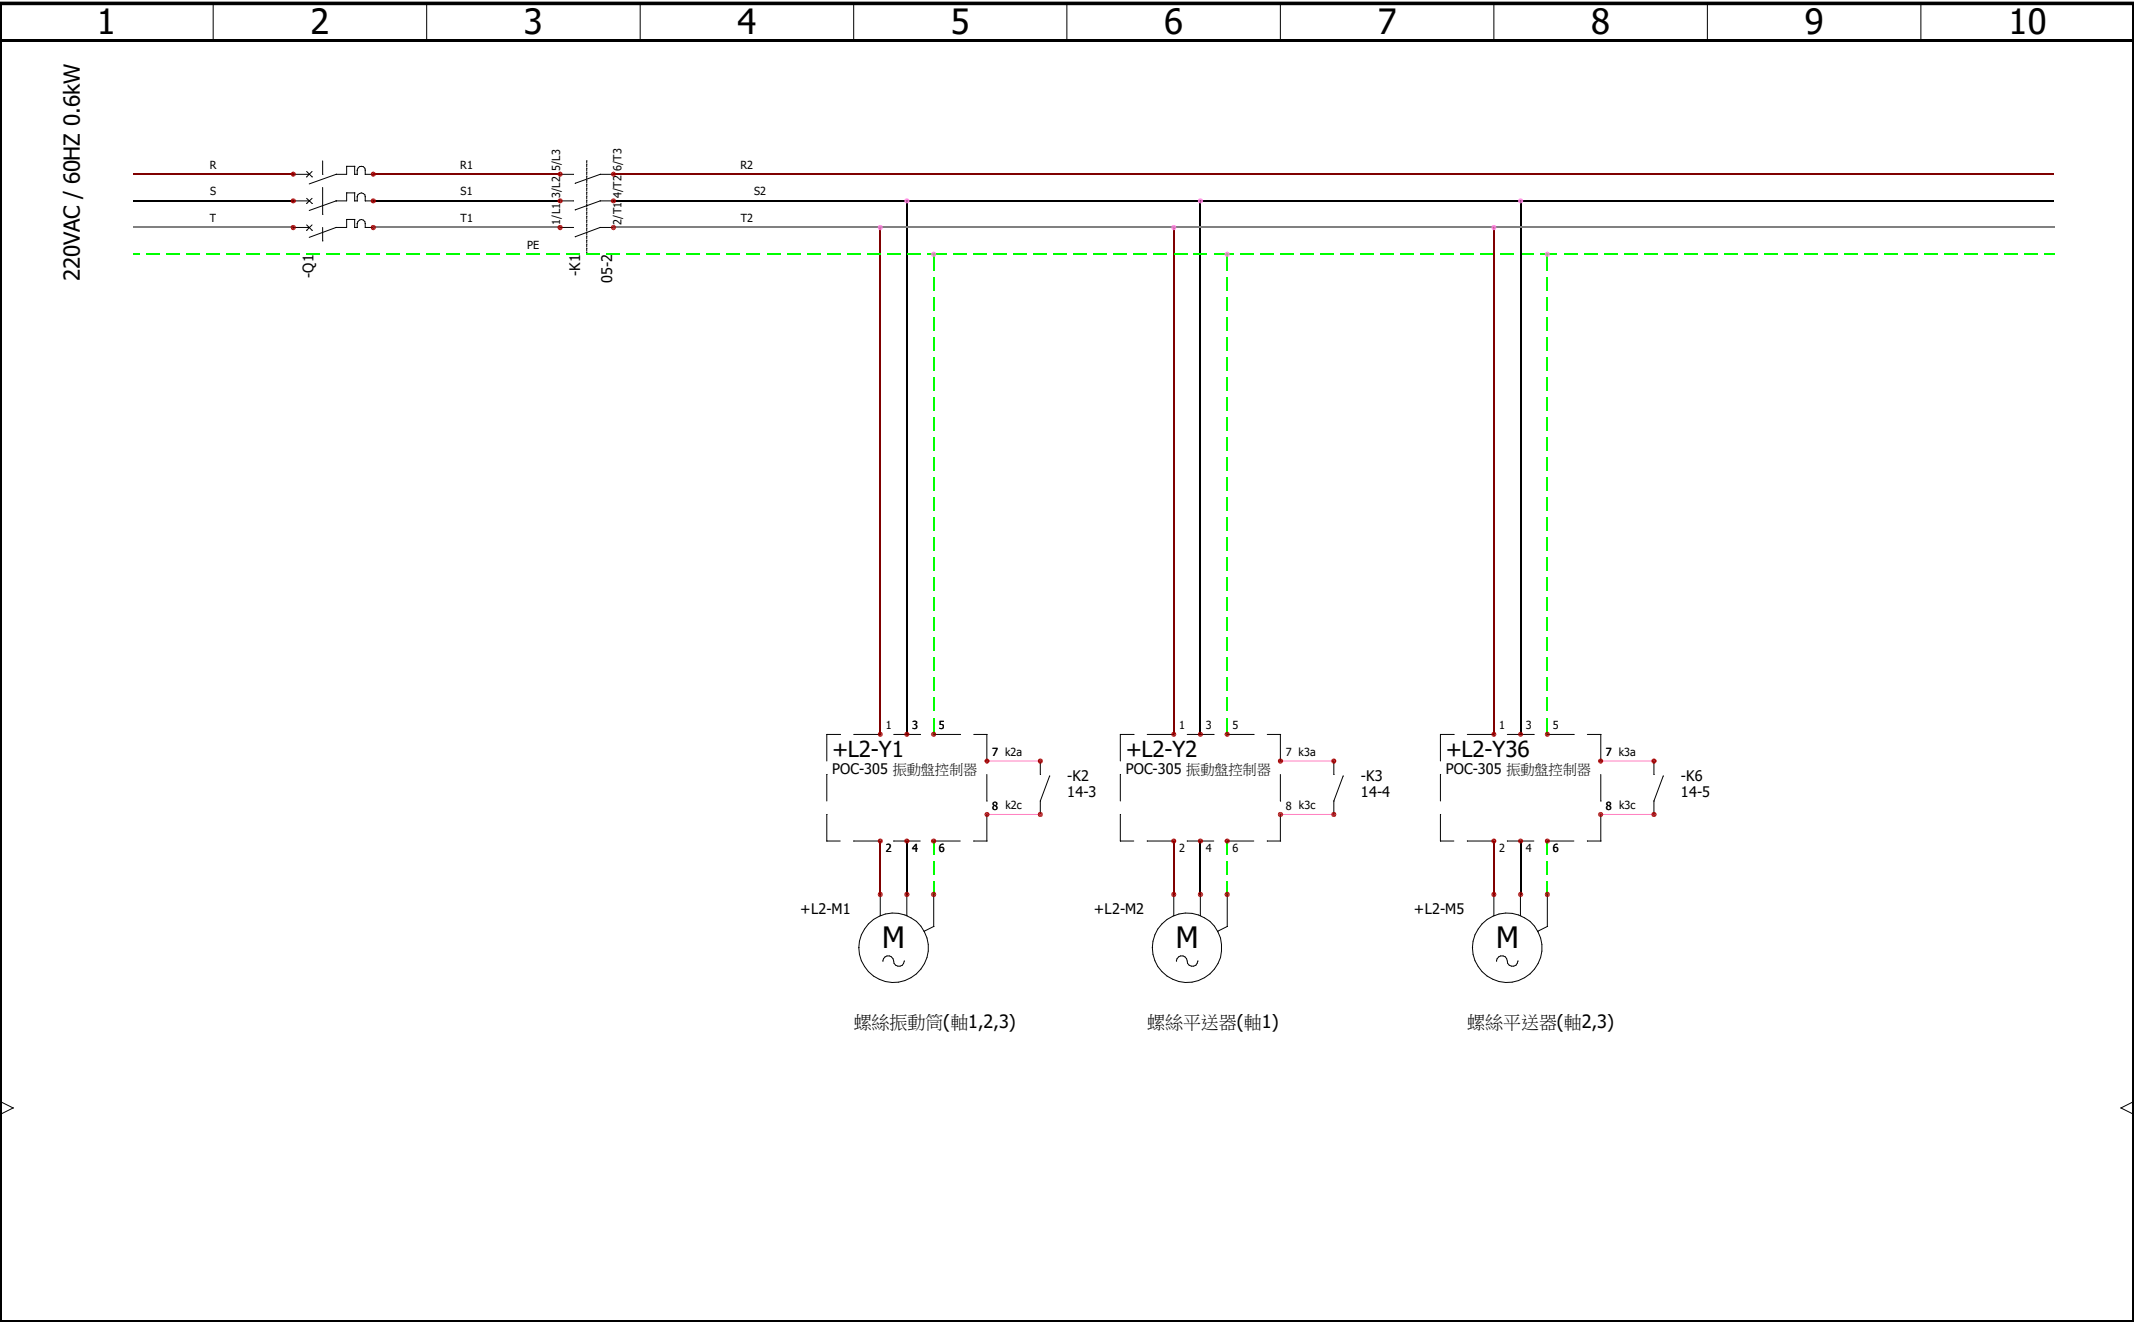 1 2 3 4 5 6 7 8 9 10
220VAC / 60HZ 0.6kW
R R1 5/L3 6/T3 R2
S S1 3/L2 4/T2 S2
T T1 1/L1 2/T1 T2
PE
-Q1 -K1 05-2
1 3 5
+L2-Y1
POC-305 振動盤控制器
7 k2a
-K2
14-3
8 k2c
2 4 6
+L2-M1
M
螺絲振動筒(軸1,2,3)
1 3 5
+L2-Y2
POC-305 振動盤控制器
7 k3a
-K3
14-4
8 k3c
2 4 6
+L2-M2
M
螺絲平送器(軸1)
1 3 5
+L2-Y36
POC-305 振動盤控制器
7 k3a
-K6
14-5
8 k3c
2 4 6
+L2-M5
M
螺絲平送器(軸2,3)